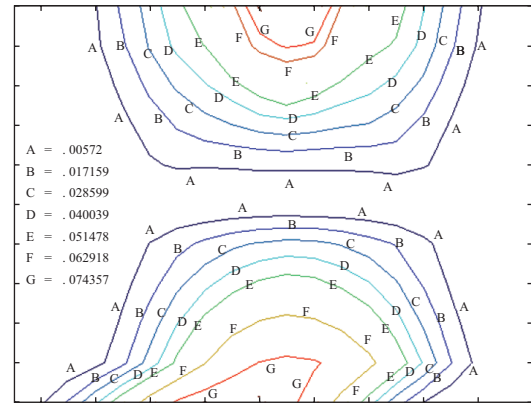 G G
A F F A
B E E C B
C D F D
E E
A B C D D C B A
C
B B
A = .00572 A A A
B = .017159
C = .028599 A A
D = .040039 A B C B C B A
E = .051478 D D
F = .062918 E E
G = .074357
A B C D E F F E D C B A
A F G F A
B C D E G E D C B
G